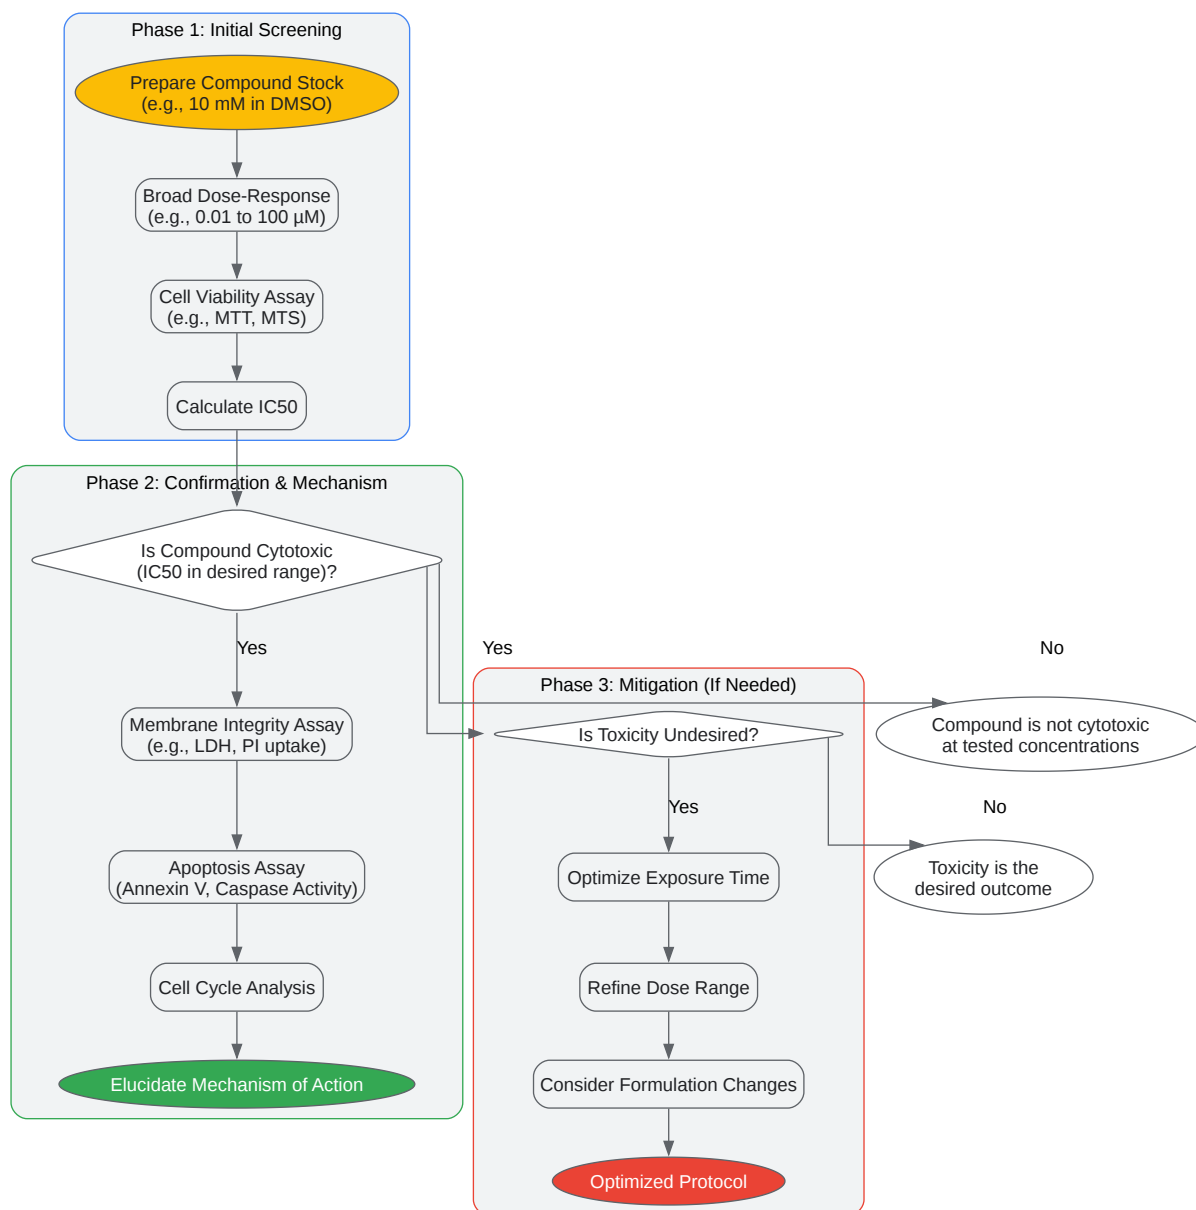 Phase 1: Initial Screening
Prepare Compound Stock
(e.g., 10 mM in DMSO)
Broad Dose-Response
(e.g., 0.01 to 100 µM)
Cell Viability Assay
(e.g., MTT, MTS)
Calculate IC50
Phase 2: Confirmation & Mechanism
Is Compound Cytotoxic
(IC50 in desired range)?
Yes
Yes
No
Phase 3: Mitigation (If Needed)
Membrane Integrity Assay
(e.g., LDH, PI uptake)
Is Toxicity Undesired?
Compound is not cytotoxic
at tested concentrations
Yes
No
Apoptosis Assay
(Annexin V, Caspase Activity)
Optimize Exposure Time
Toxicity is the
desired outcome
Cell Cycle Analysis
Refine Dose Range
Elucidate Mechanism of Action
Consider Formulation Changes
Optimized Protocol